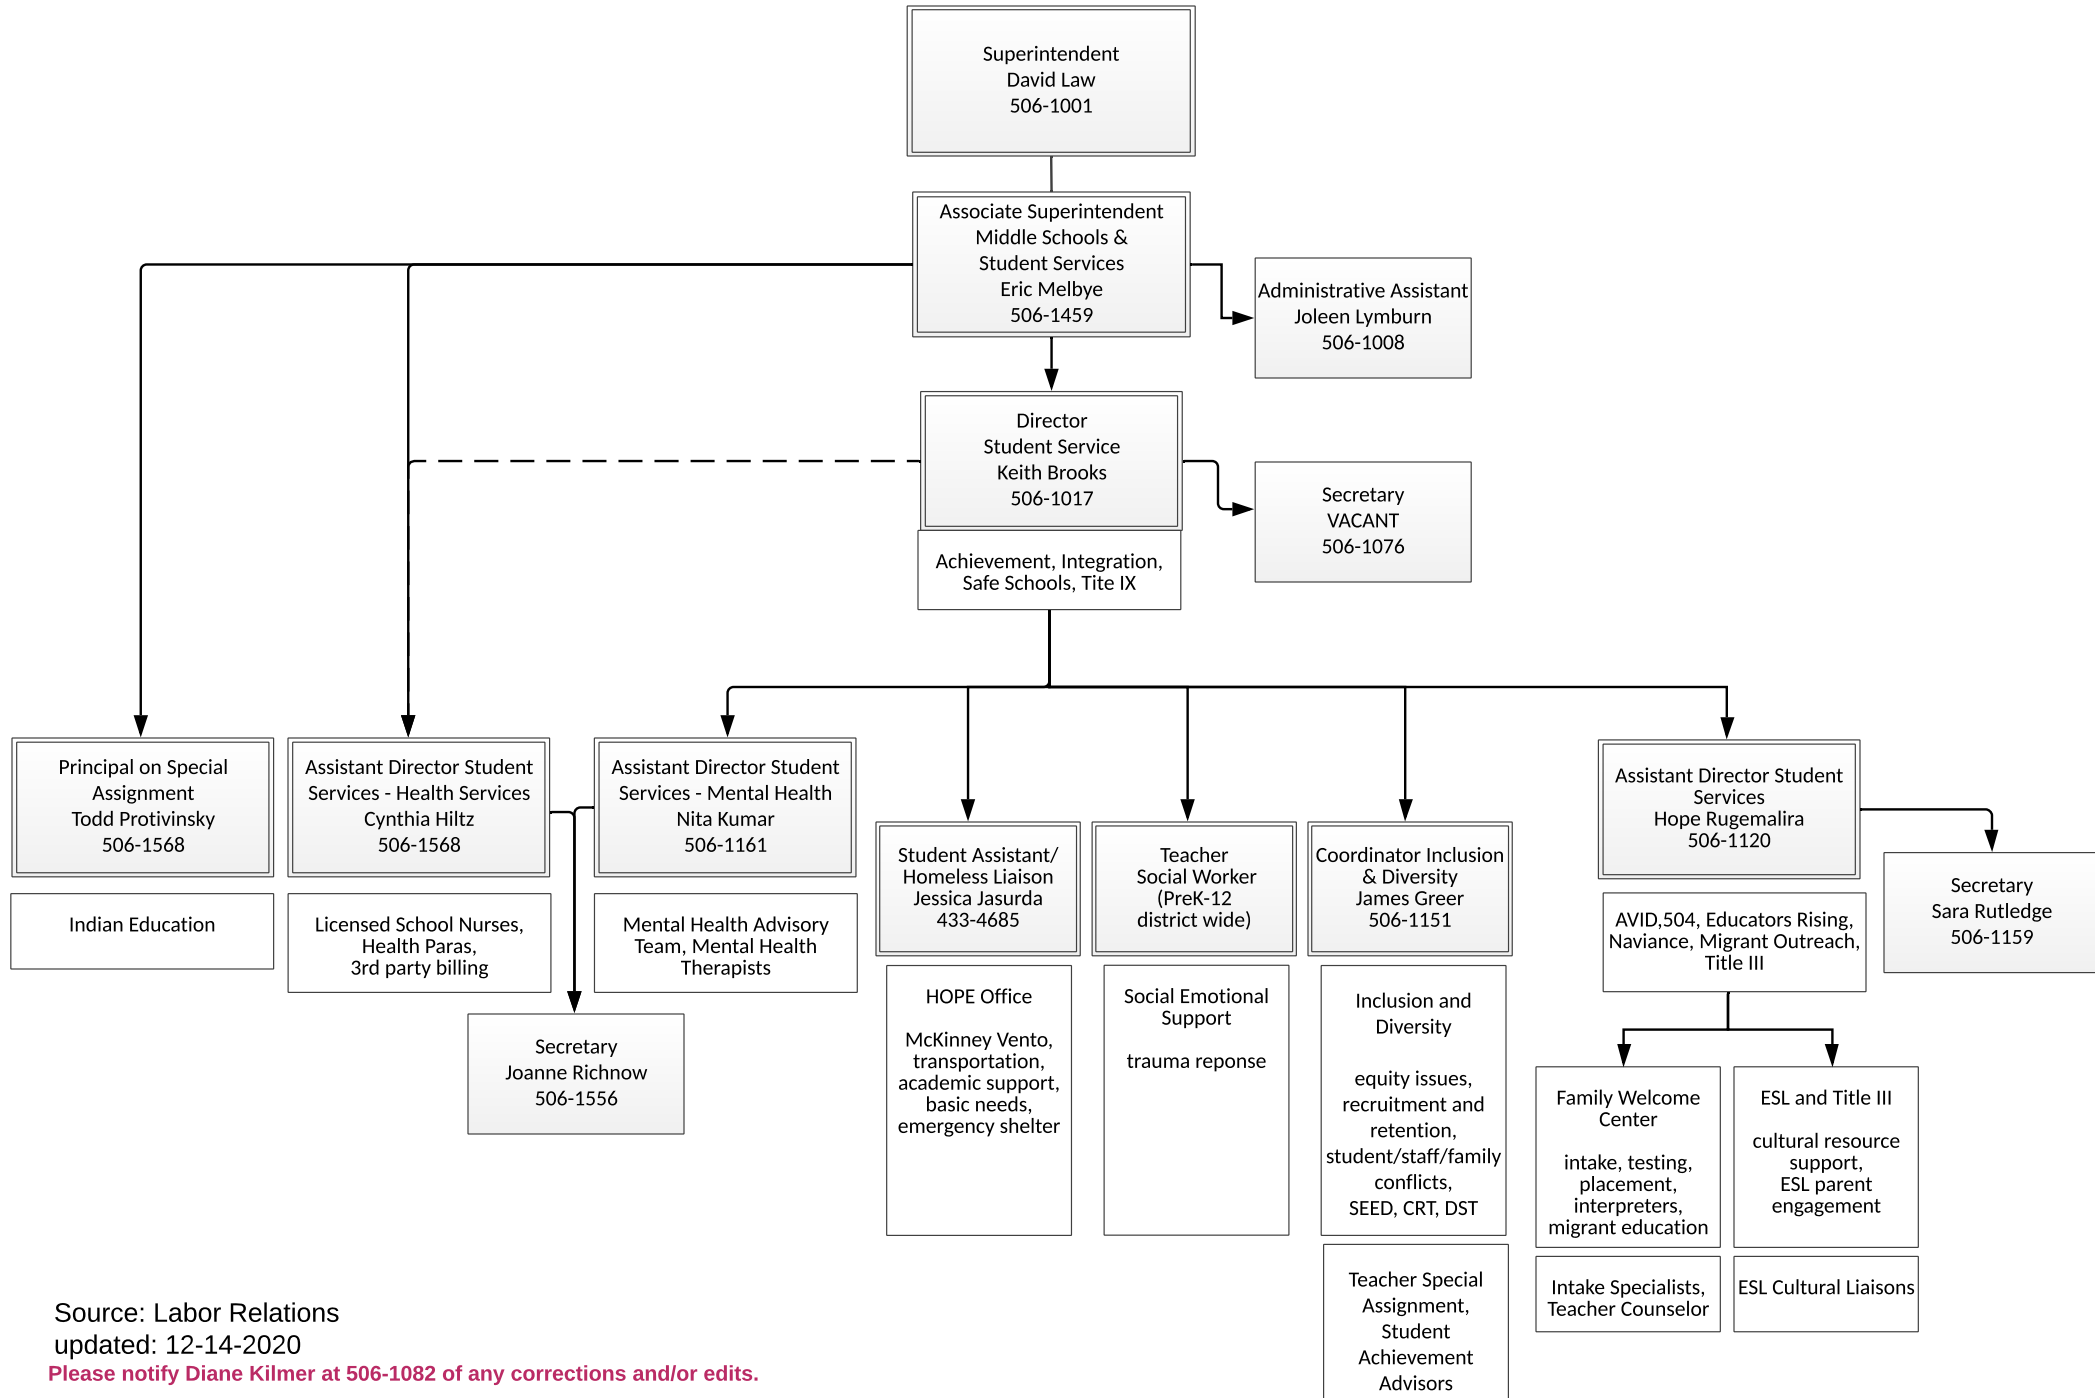 Superintendent
David Law
506-1001
Associate Superintendent
Middle Schools &
Student Services
Eric Melbye
506-1459
Administrative Assistant
Joleen Lymburn
506-1008
Director
Student Service
Keith Brooks
506-1017
Secretary
VACANT
506-1076
Achievement, Integration,
Safe Schools, Tite IX
Principal on Special
Assignment
Todd Protivinsky
506-1568
Indian Education
Assistant Director Student
Services - Health Services
Cynthia Hiltz
506-1568
Licensed School Nurses,
Health Paras,
3rd party billing
Assistant Director Student
Services - Mental Health
Nita Kumar
506-1161
Mental Health Advisory
Team, Mental Health
Therapists
Secretary
Joanne Richnow
506-1556
Student Assistant/
Homeless Liaison
Jessica Jasurda
433-4685
HOPE Office
McKinney Vento,
transportation,
academic support,
basic needs,
emergency shelter
Teacher
Social Worker
(PreK-12
district wide)
Social Emotional
Support
trauma reponse
Coordinator Inclusion
& Diversity
James Greer
506-1151
Inclusion and
Diversity
equity issues,
recruitment and
retention,
student/staff/family
conflicts,
SEED, CRT, DST
Teacher Special
Assignment,
Student
Achievement
Advisors
Assistant Director Student
Services
Hope Rugemalira
506-1120
AVID,504, Educators Rising,
Naviance, Migrant Outreach,
Title III
Secretary
Sara Rutledge
506-1159
Family Welcome
Center
intake, testing,
placement,
interpreters,
migrant education
Intake Specialists,
Teacher Counselor
ESL and Title III
cultural resource
support,
ESL parent
engagement
ESL Cultural Liaisons
Source: Labor Relations
updated: 12-14-2020
Please notify Diane Kilmer at 506-1082 of any corrections and/or edits.